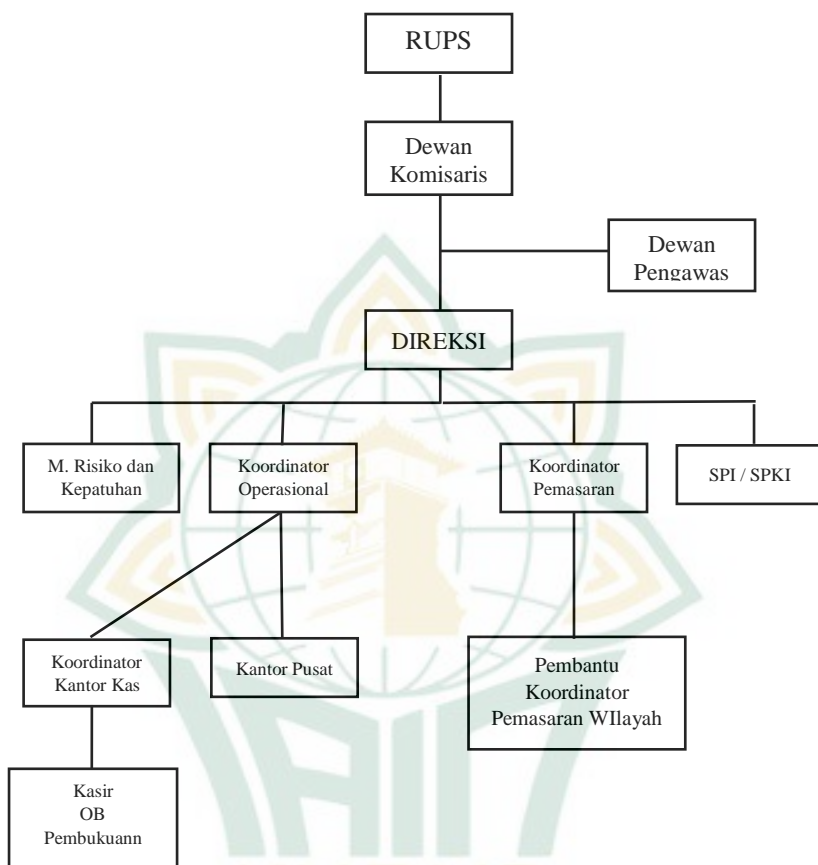 RUPS
Dewan
Komisaris
Dewan
Pengawas
DIREKSI
M. Risiko dan
Kepatuhan
Koordinator
Operasional
Koordinator
Pemasaran
SPI / SPKI
Koordinator
Kantor Kas
Kantor Pusat
Pembantu
Koordinator
Pemasaran WIlayah
Kasir
OB
Pembukuann